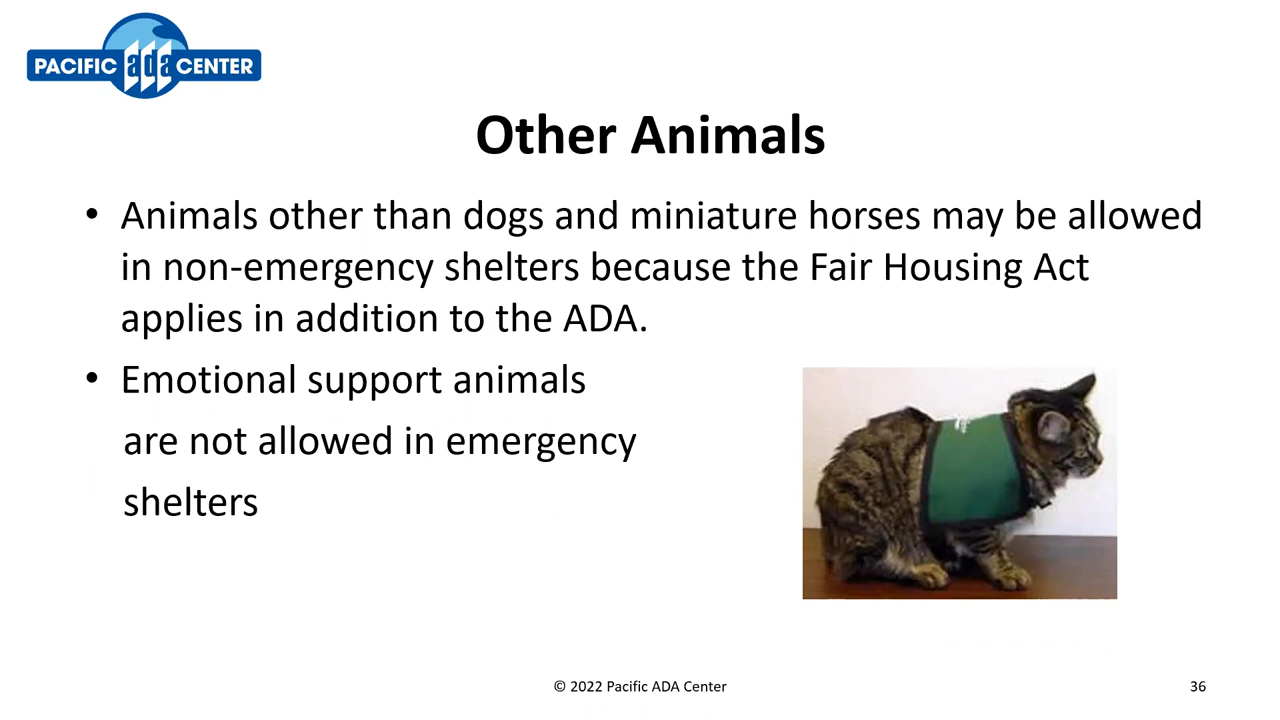 PACIFIC ada CENTER
Other Animals
• Animals other than dogs and miniature horses may be allowed
in non-emergency shelters because the Fair Housing Act
applies in addition to the ADA.
• Emotional support animals
are not allowed in emergency
shelters
© 2022 Pacific ADA Center
36